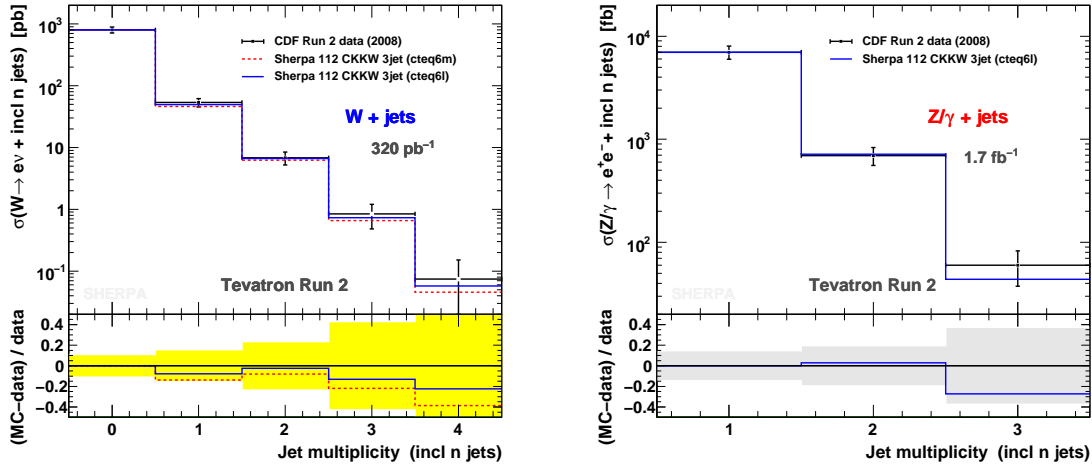 σ(W→ eν + incl n jets)  [pb]
10³
10²
10
1
10⁻¹
CDF Run 2 data (2008)
Sherpa 112 CKKW 3jet (cteq6m)
Sherpa 112 CKKW 3jet (cteq6l)
W + jets
320 pb⁻¹
SHERPA
Tevatron Run 2
(MC−data) / data
0.4
0.2
0
−0.2
−0.4
0 1 2 3 4
Jet multiplicity (incl n jets)
σ(Z/γ → e⁺e⁻+ incl n jets)  [fb]
10⁴
10³
10²
CDF Run 2 data (2008)
Sherpa 112 CKKW 3jet (cteq6l)
Z/γ + jets
1.7 fb⁻¹
SHERPA
Tevatron Run 2
(MC−data) / data
0.4
0.2
0
−0.2
−0.4
1 2 3
Jet multiplicity (incl n jets)